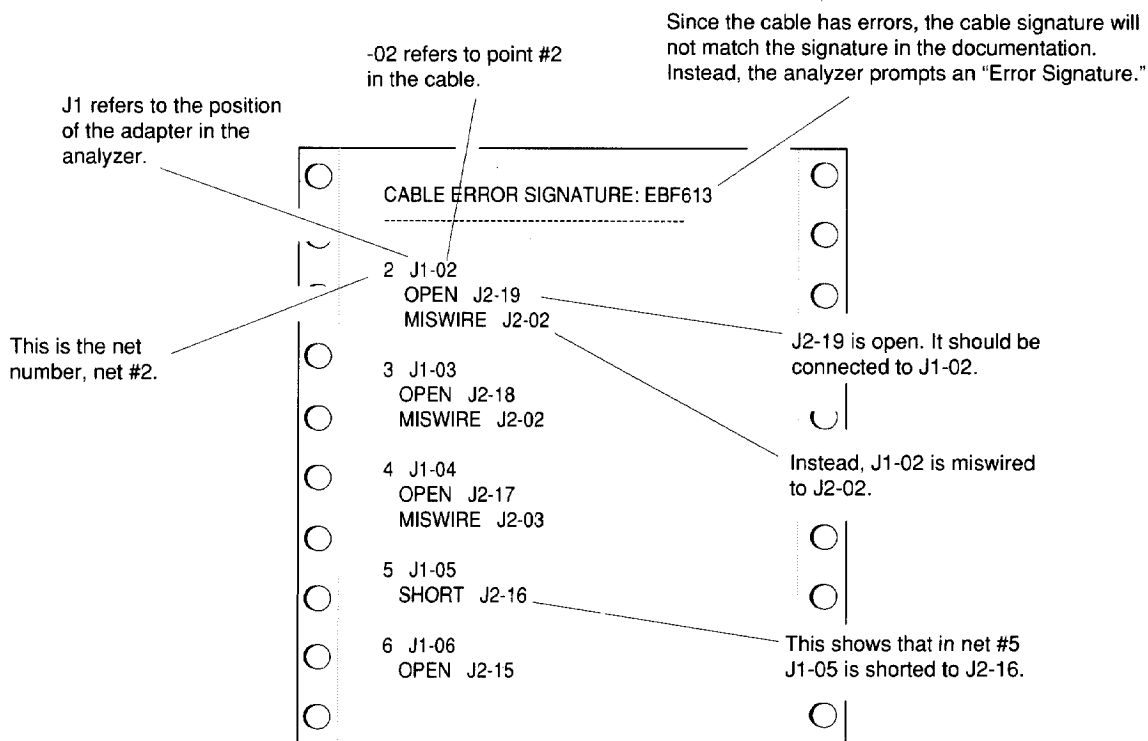 Since the cable has errors, the cable signature will
not match the signature in the documentation.
Instead, the analyzer prompts an “Error Signature.”
-02 refers to point #2
in the cable.
J1 refers to the position
of the adapter in the
analyzer.
CABLE ERROR SIGNATURE: EBF613
------------------------------------------
2 J1-02
OPEN J2-19
MISWIRE J2-02
This is the net
number, net #2.
J2-19 is open. It should be
connected to J1-02.
3 J1-03
OPEN J2-18
MISWIRE J2-02
Instead, J1-02 is miswired
to J2-02.
4 J1-04
OPEN J2-17
MISWIRE J2-03
5 J1-05
SHORT J2-16
This shows that in net #5
J1-05 is shorted to J2-16.
6 J1-06
OPEN J2-15